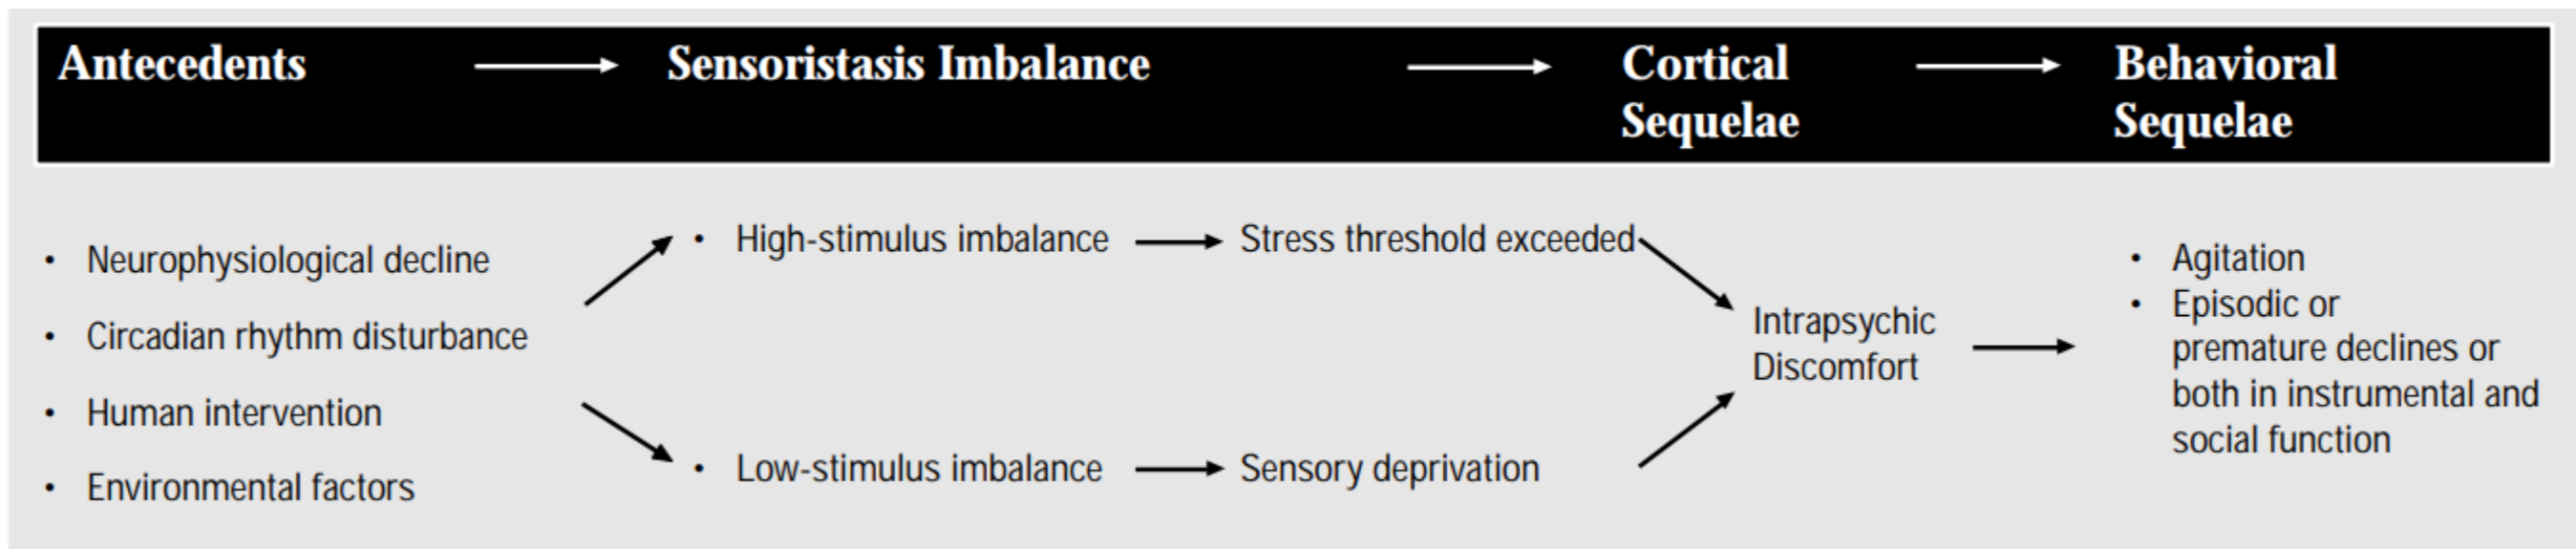 Antecedents
Sensoristasis Imbalance
Cortical
Sequelae
Behavioral
Sequelae
• Neurophysiological decline
• Circadian rhythm disturbance
• Human intervention
• Environmental factors
• High-stimulus imbalance
Stress threshold exceeded
• Low-stimulus imbalance
Sensory deprivation
Intrapsychic
Discomfort
• Agitation
• Episodic or
premature declines or
both in instrumental and
social function